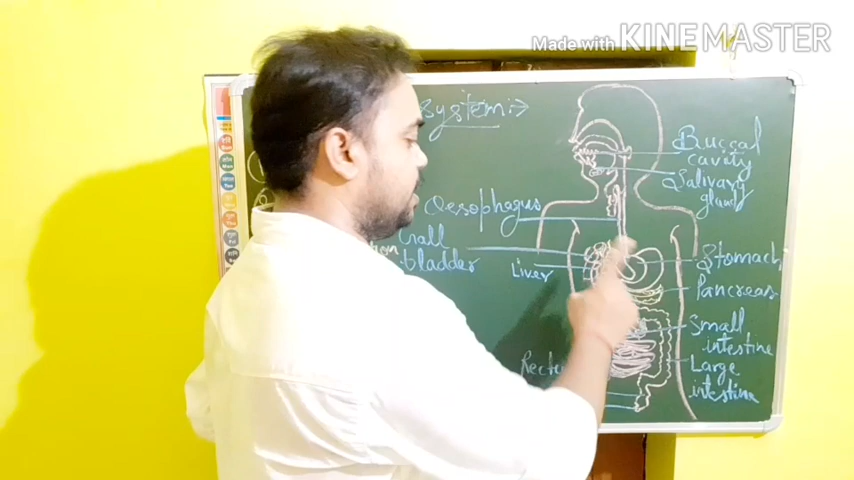 Made with KINEMASTER
System:->
Buccal
cavity
Salivary
gland
Oesophagus
Gall
bladder
Liver
Stomach
Pancreas
Small
intestine
Large
intestine